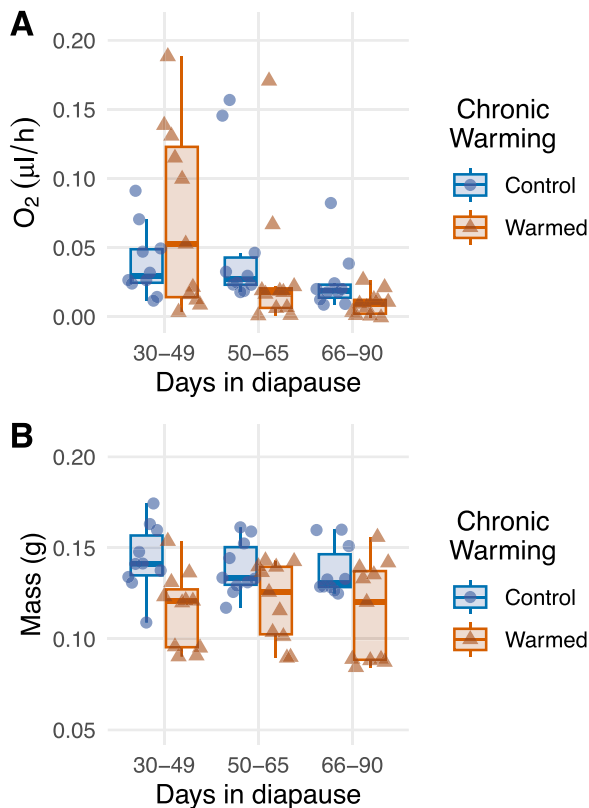 A
0.20
0.15
0.10
0.05
0.00
O2 (μl/h)
30−49 50−65 66−90
Days in diapause
Chronic
Warming
Control
Warmed
B
0.20
0.15
0.10
0.05
Mass (g)
30−49 50−65 66−90
Days in diapause
Chronic
Warming
Control
Warmed